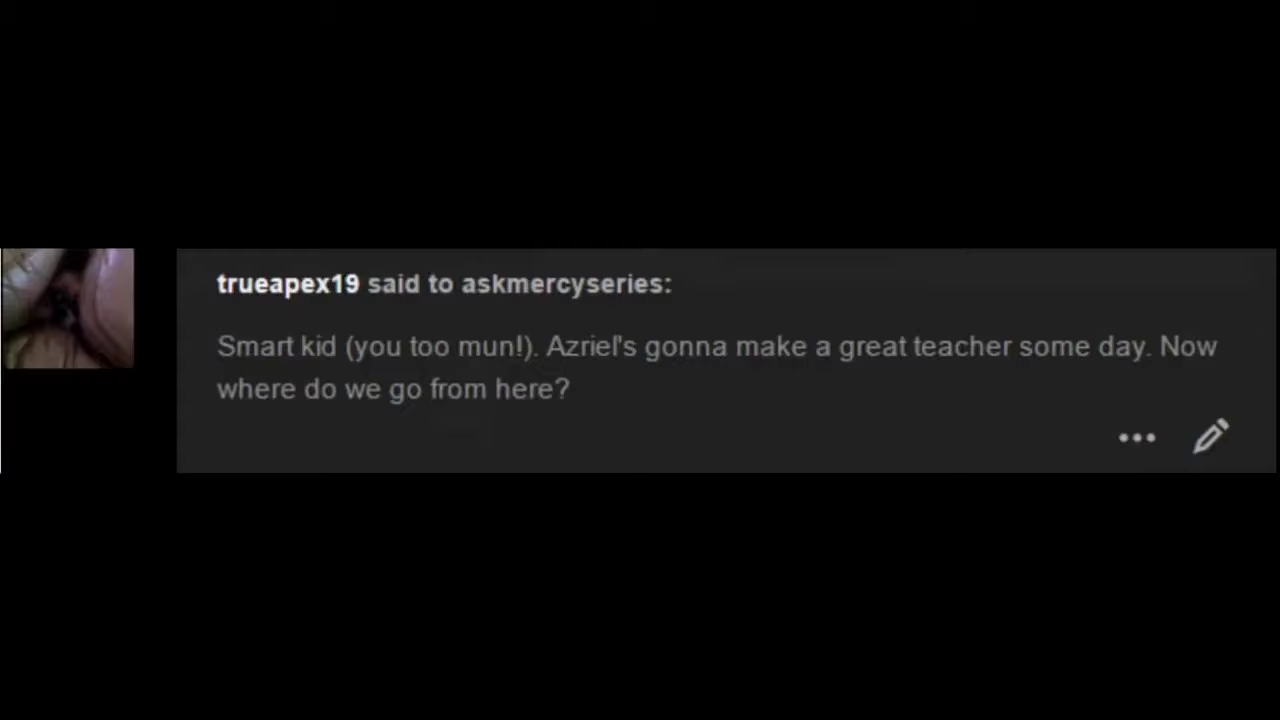 trueapex19 said to askmercyseries:
Smart kid (you too mun!). Azriel's gonna make a great teacher some day. Now
where do we go from here?